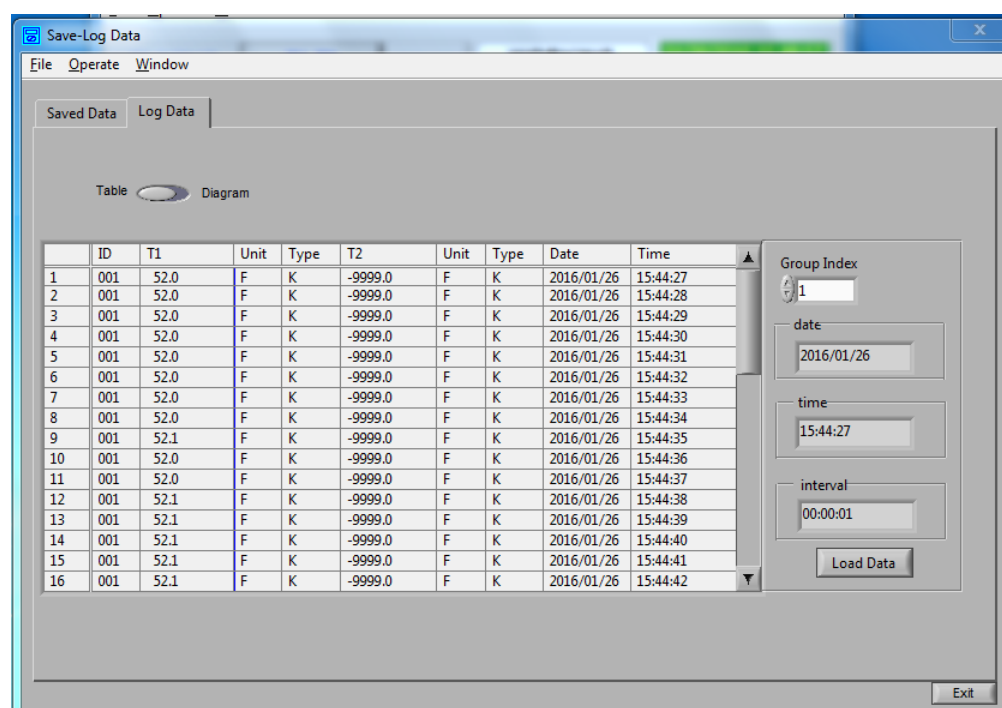 Save-Log Data
File Operate Window
Saved Data Log Data
Table Diagram
ID T1 Unit Type T2 Unit Type Date Time
1 001 52.0 F K -9999.0 F K 2016/01/26 15:44:27
2 001 52.0 F K -9999.0 F K 2016/01/26 15:44:28
3 001 52.0 F K -9999.0 F K 2016/01/26 15:44:29
4 001 52.0 F K -9999.0 F K 2016/01/26 15:44:30
5 001 52.0 F K -9999.0 F K 2016/01/26 15:44:31
6 001 52.0 F K -9999.0 F K 2016/01/26 15:44:32
7 001 52.0 F K -9999.0 F K 2016/01/26 15:44:33
8 001 52.0 F K -9999.0 F K 2016/01/26 15:44:34
9 001 52.1 F K -9999.0 F K 2016/01/26 15:44:35
10 001 52.0 F K -9999.0 F K 2016/01/26 15:44:36
11 001 52.0 F K -9999.0 F K 2016/01/26 15:44:37
12 001 52.1 F K -9999.0 F K 2016/01/26 15:44:38
13 001 52.1 F K -9999.0 F K 2016/01/26 15:44:39
14 001 52.1 F K -9999.0 F K 2016/01/26 15:44:40
15 001 52.1 F K -9999.0 F K 2016/01/26 15:44:41
16 001 52.1 F K -9999.0 F K 2016/01/26 15:44:42
Group Index
1
date
2016/01/26
time
15:44:27
interval
00:00:01
Load Data
Exit